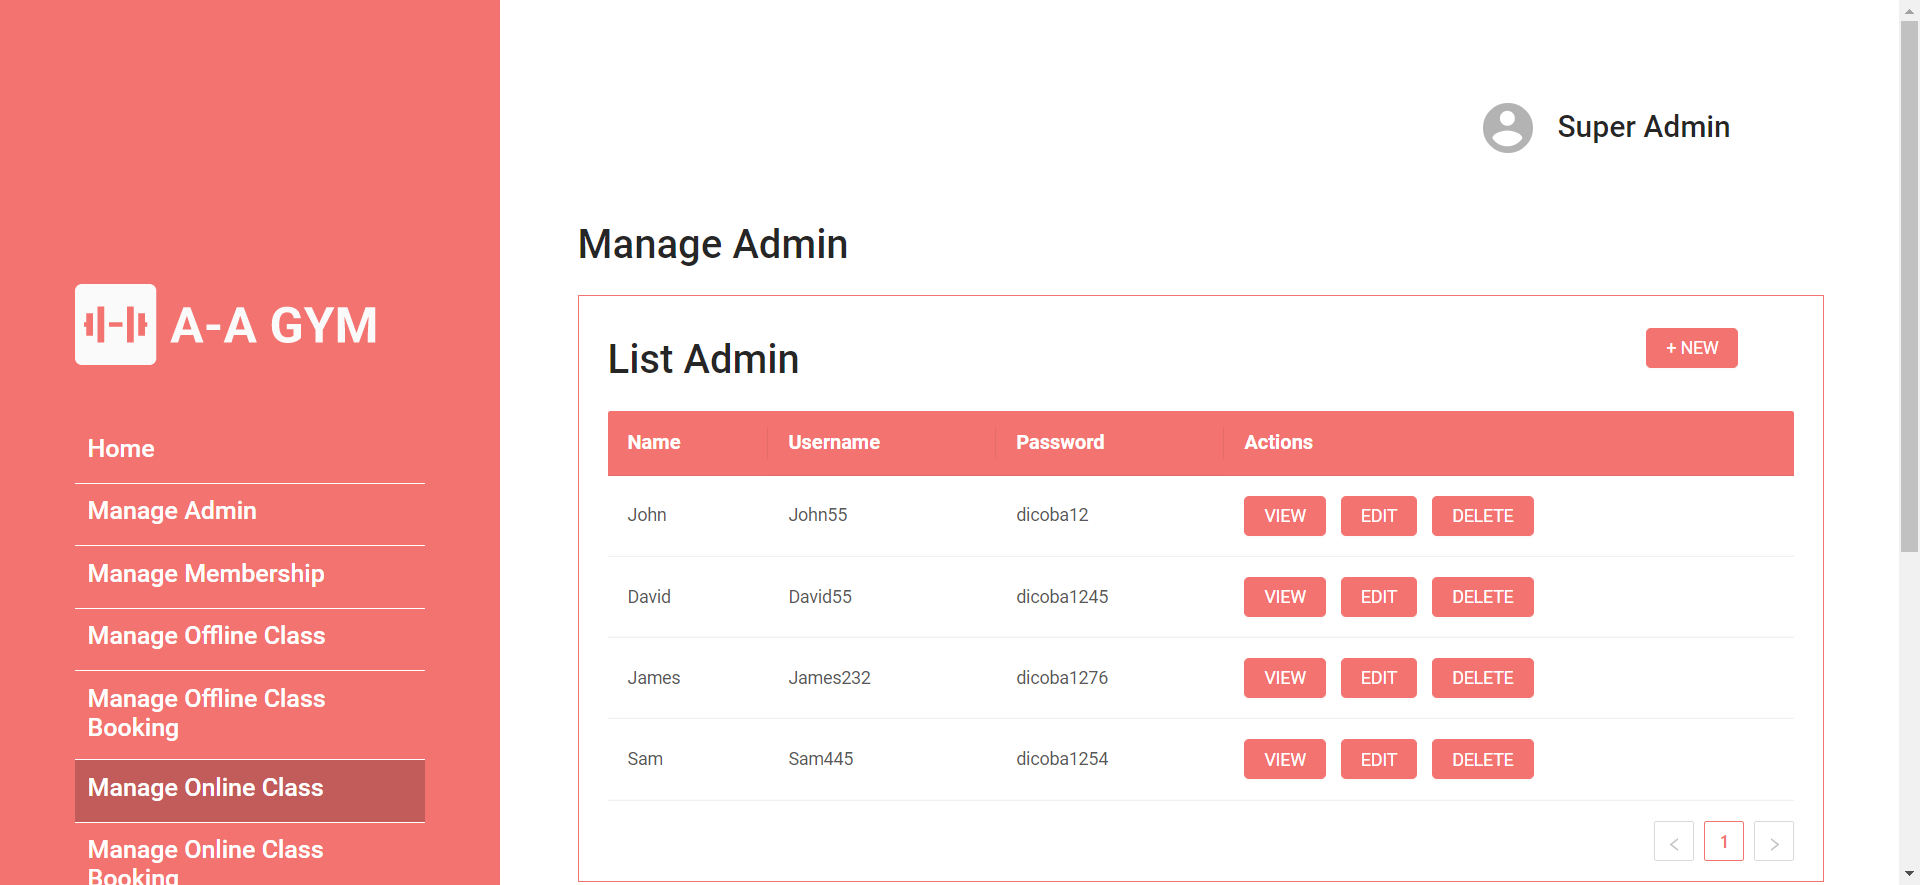 Super Admin
Manage Admin
A-A GYM
Home
Manage Admin
Manage Membership
Manage Offline Class
Manage Offline Class
Booking
Manage Online Class
Manage Online Class
Booking
List Admin
+ NEW
Name Username Password Actions
John John55 dicoba12 VIEW EDIT DELETE
David David55 dicoba1245 VIEW EDIT DELETE
James James232 dicoba1276 VIEW EDIT DELETE
Sam Sam445 dicoba1254 VIEW EDIT DELETE
< 1 >